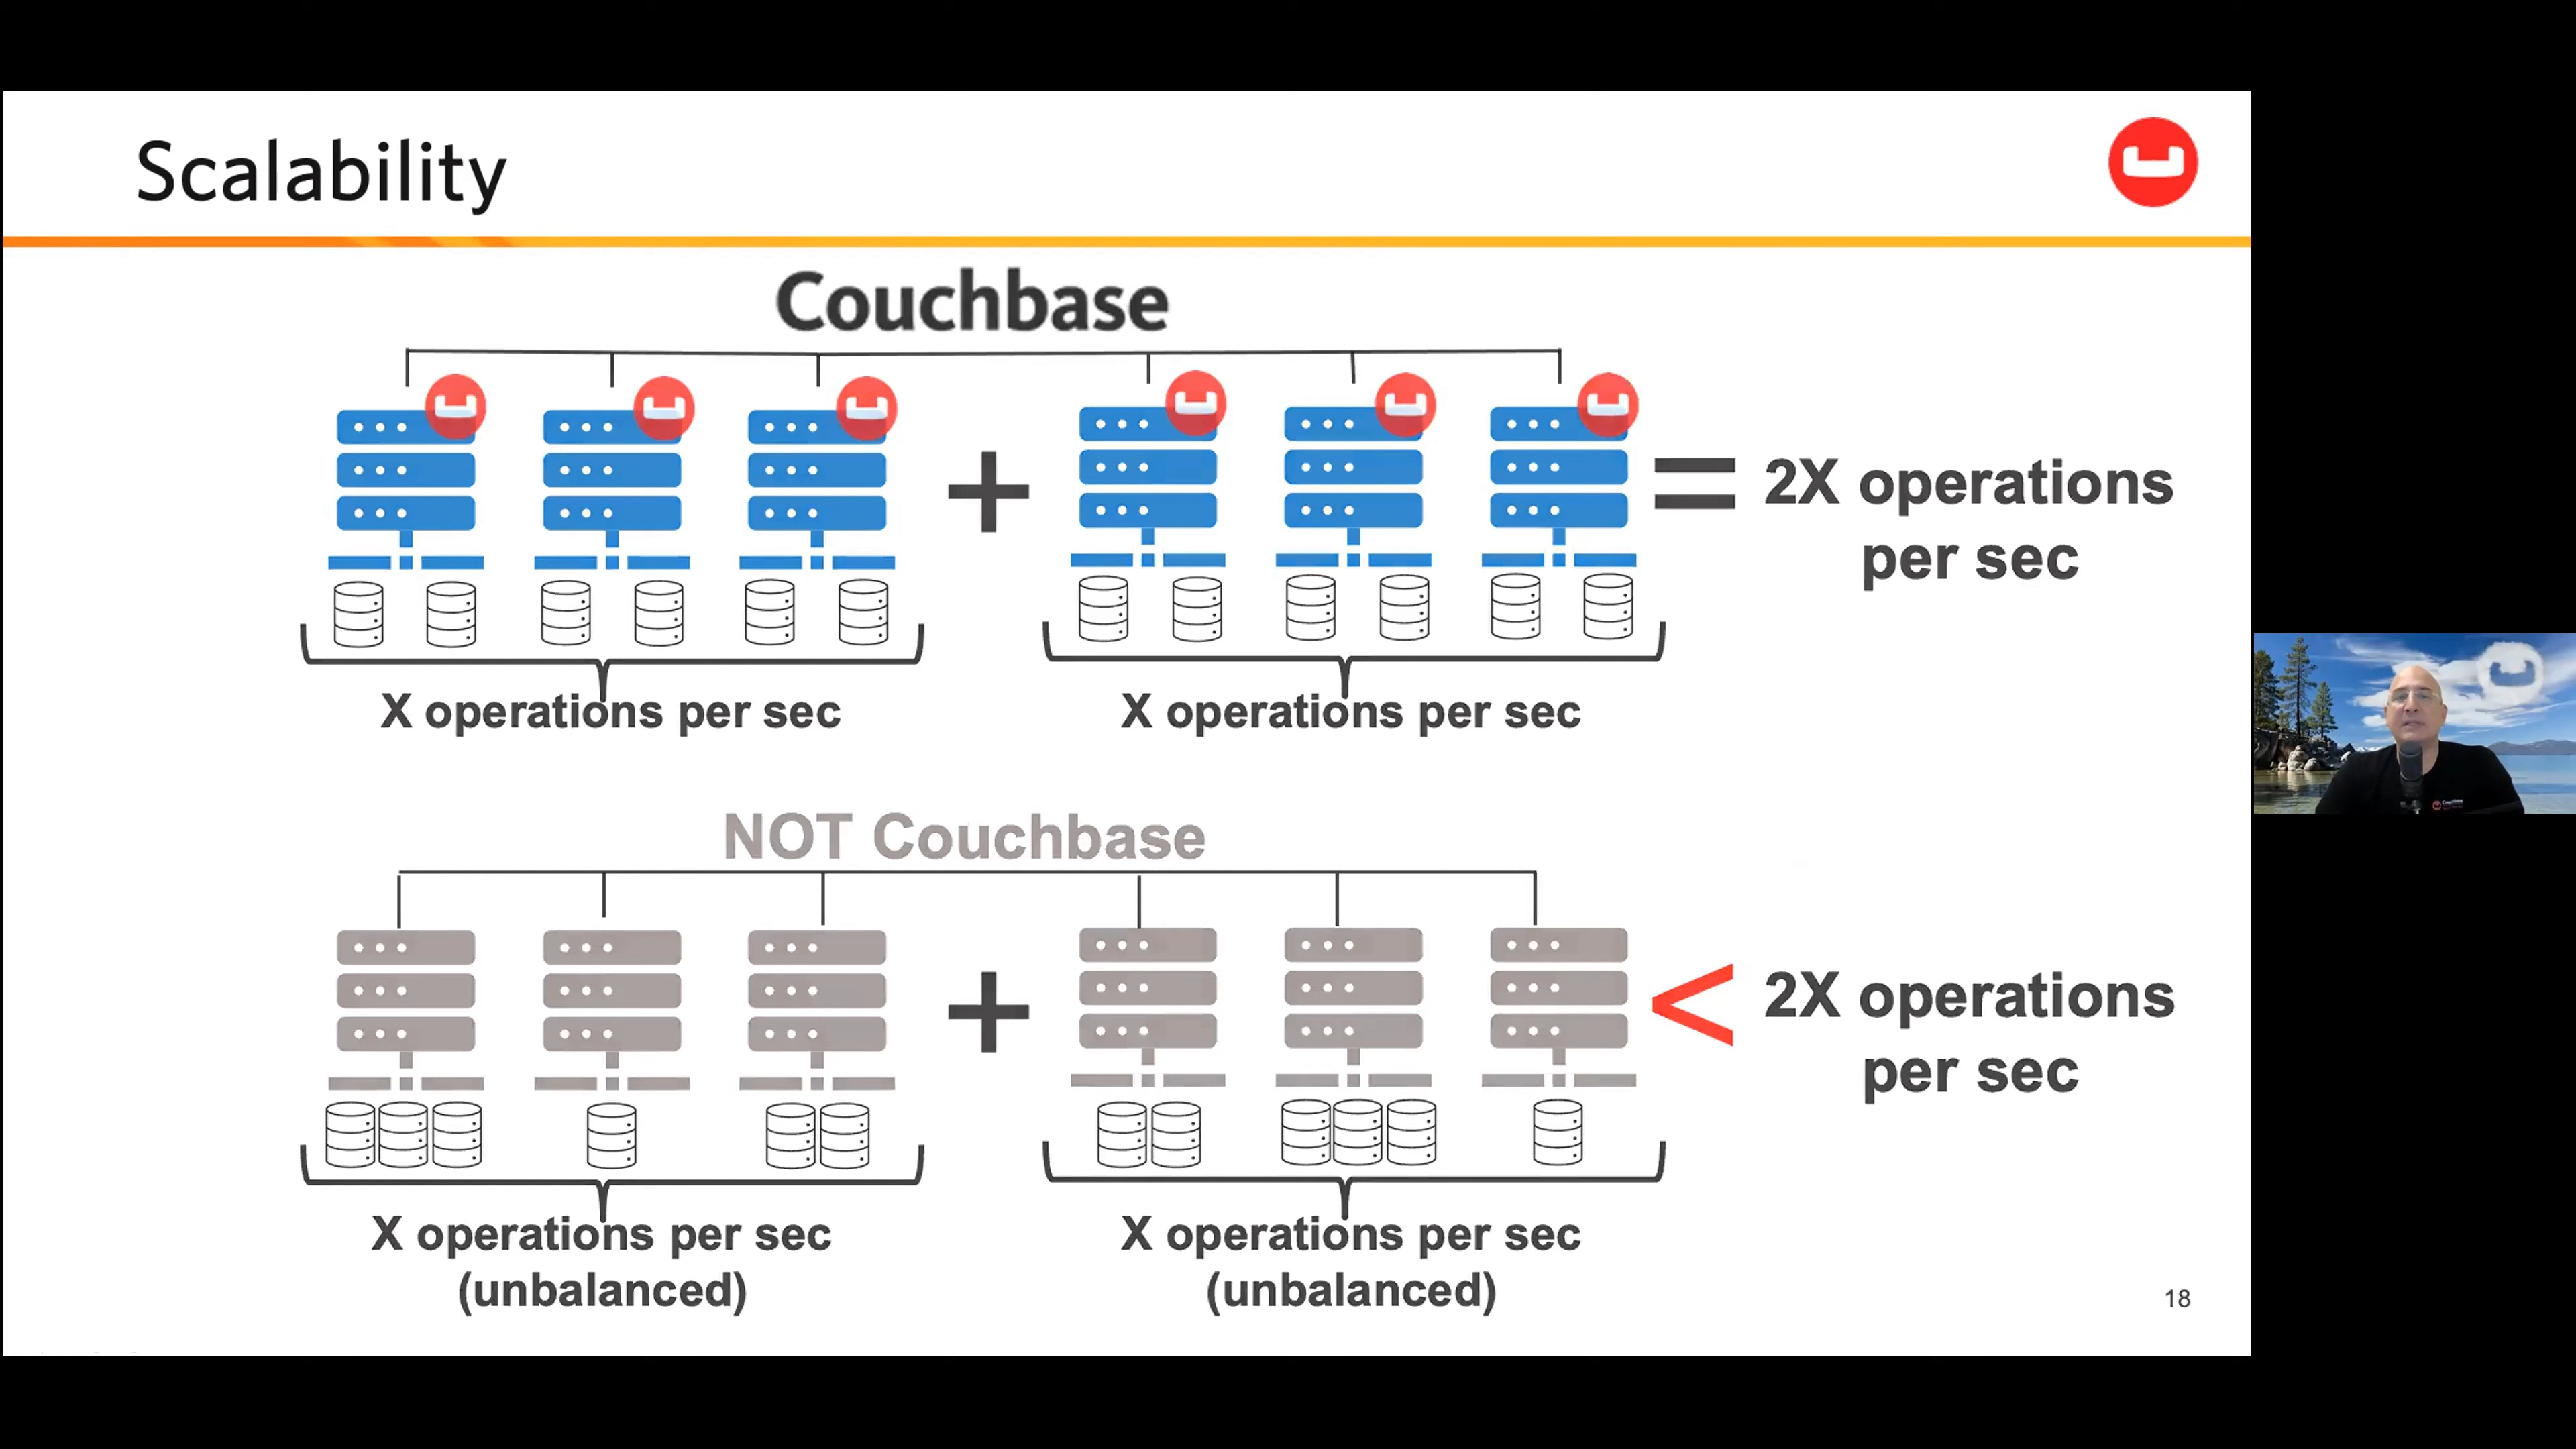 Scalability
Couchbase
2X operations
per sec
X operations per sec
X operations per sec
NOT Couchbase
2X operations
per sec
X operations per sec
(unbalanced)
X operations per sec
(unbalanced)
18